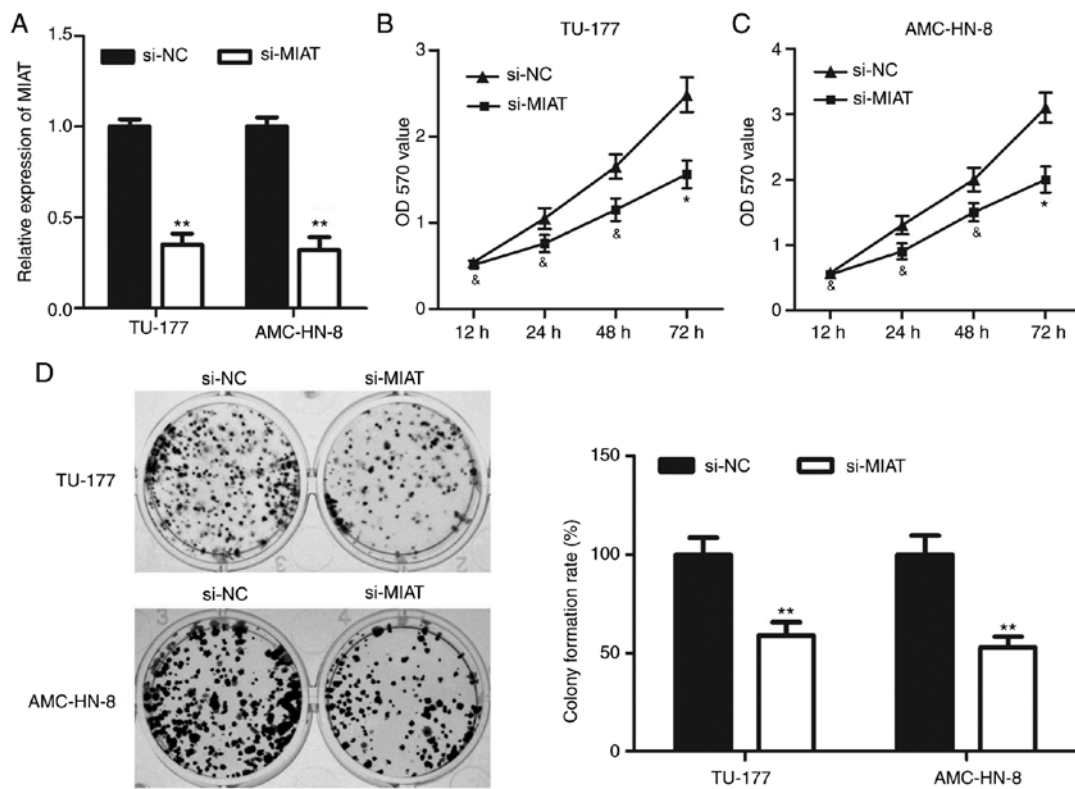 A
Relative expression of MIAT
1.5
1.0
0.5
0.0
si-NC
si-MIAT
**
**
TU-177
AMC-HN-8
B
TU-177
OD 570 value
3
2
1
0
si-NC
si-MIAT
&
&
&
*
12 h 24 h 48 h 72 h
C
AMC-HN-8
OD 570 value
4
3
2
1
0
si-NC
si-MIAT
&
&
&
*
12 h 24 h 48 h 72 h
D
si-NC si-MIAT
TU-177
3 2
si-NC si-MIAT
AMC-HN-8
3 4
Colony formation rate (%)
150
100
50
0
si-NC
si-MIAT
**
**
TU-177
AMC-HN-8